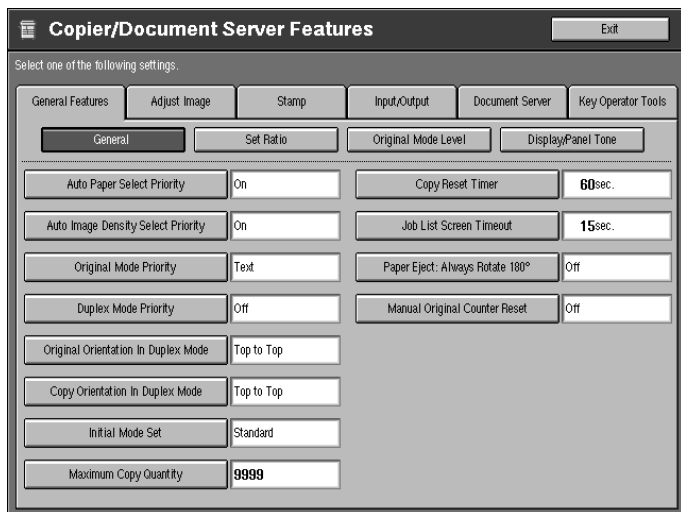 Copier/Document Server Features
Exit
Select one of the following settings.
General Features
Adjust Image
Stamp
Input/Output
Document Server
Key Operator Tools
General
Set Ratio
Original Mode Level
Display/Panel Tone
Auto Paper Select Priority
On
Copy Reset Timer
60sec.
Auto Image Density Select Priority
On
Job List Screen Timeout
15sec.
Original Mode Priority
Text
Paper Eject: Always Rotate 180°
Off
Duplex Mode Priority
Off
Manual Original Counter Reset
Off
Original Orientation In Duplex Mode
Top to Top
Copy Orientation In Duplex Mode
Top to Top
Initial Mode Set
Standard
Maximum Copy Quantity
9999